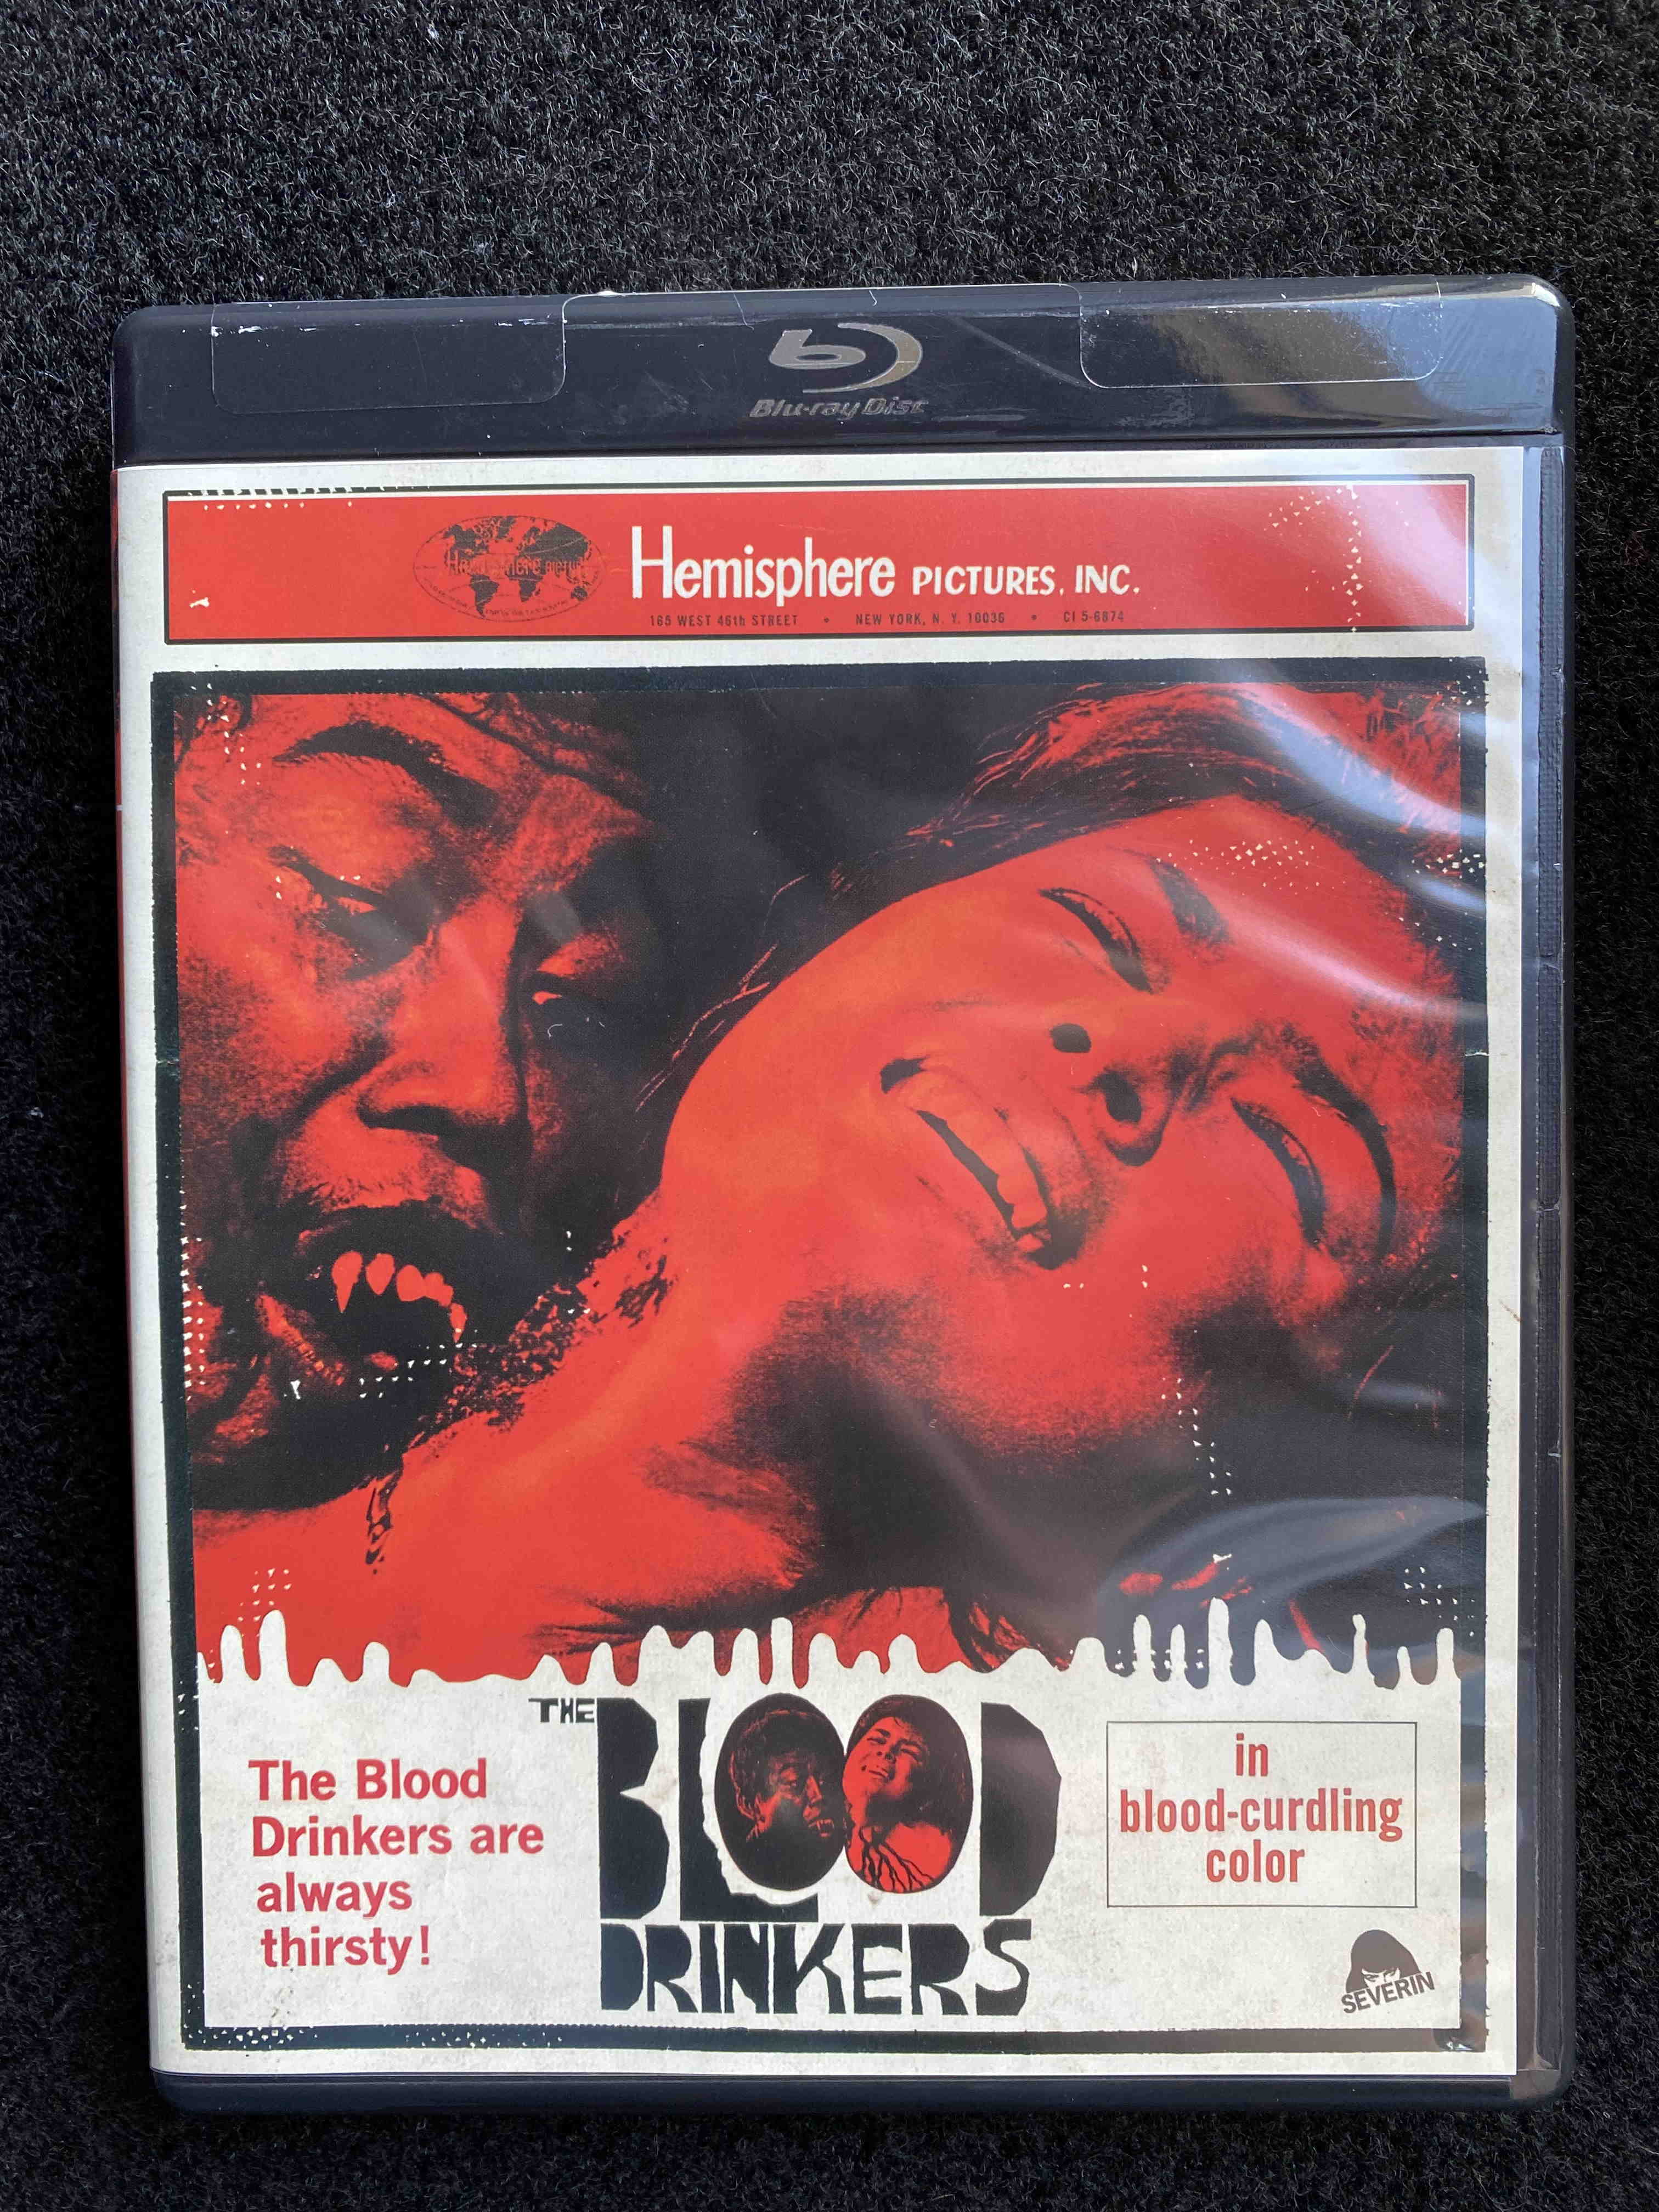 Blu-ray Disc
Hemisphere PICTURES, INC.
165 WEST 46th STREET • NEW YORK, N. Y. 10036 • CI 5-6874
THE
BLOOD
DRINKERS
The Blood
Drinkers are
always
thirsty!
in
blood-curdling
color
SEVERIN